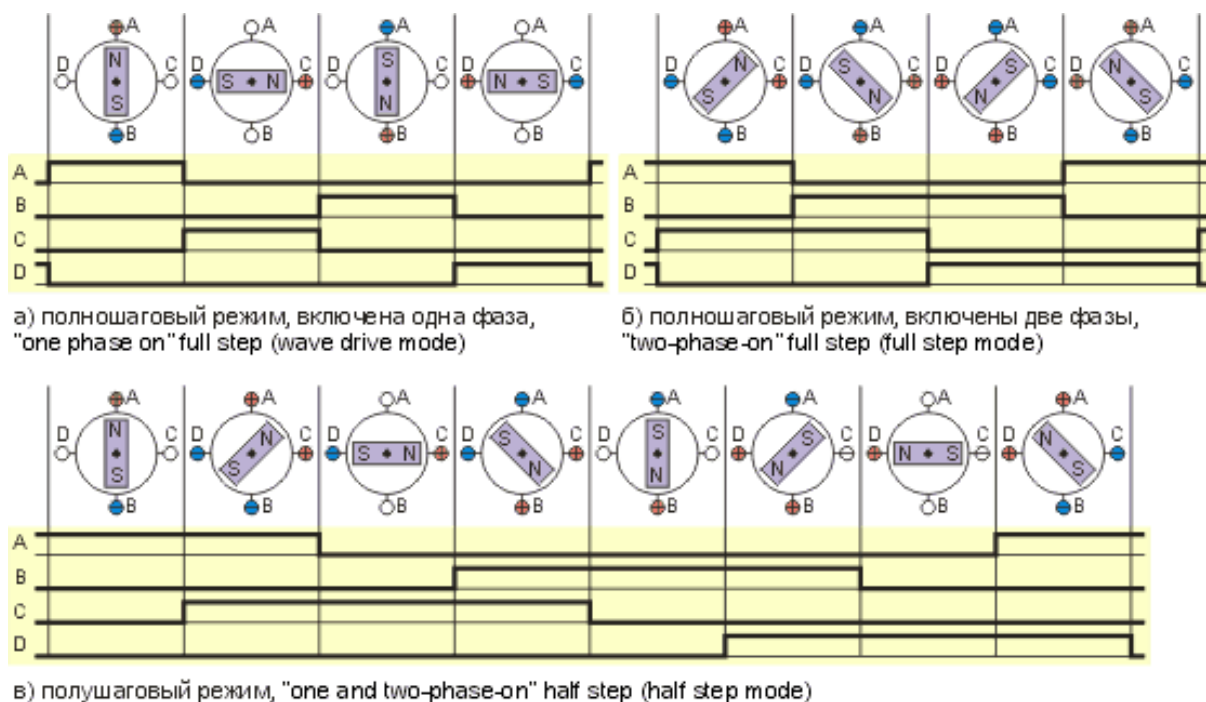 A A A A A A A A
D N C D C D S C D C D N C D S C D S C D N C
S N N S
S N S N N S
B B B B B B B B
A A
B B
C C
D D
а) полношаговый режим, включена одна фаза,
"one phase on" full step (wave drive mode)
б) полношаговый режим, включены две фазы,
"two-phase-on" full step (full step mode)
A A A A A A A A
D N C D N C D C D S C D S C D S C D C D N C
S N N S
S S N N N S
B B B B B B B B
A
B
C
D
в) полушаговый режим, "one and two-phase-on" half step (half step mode)